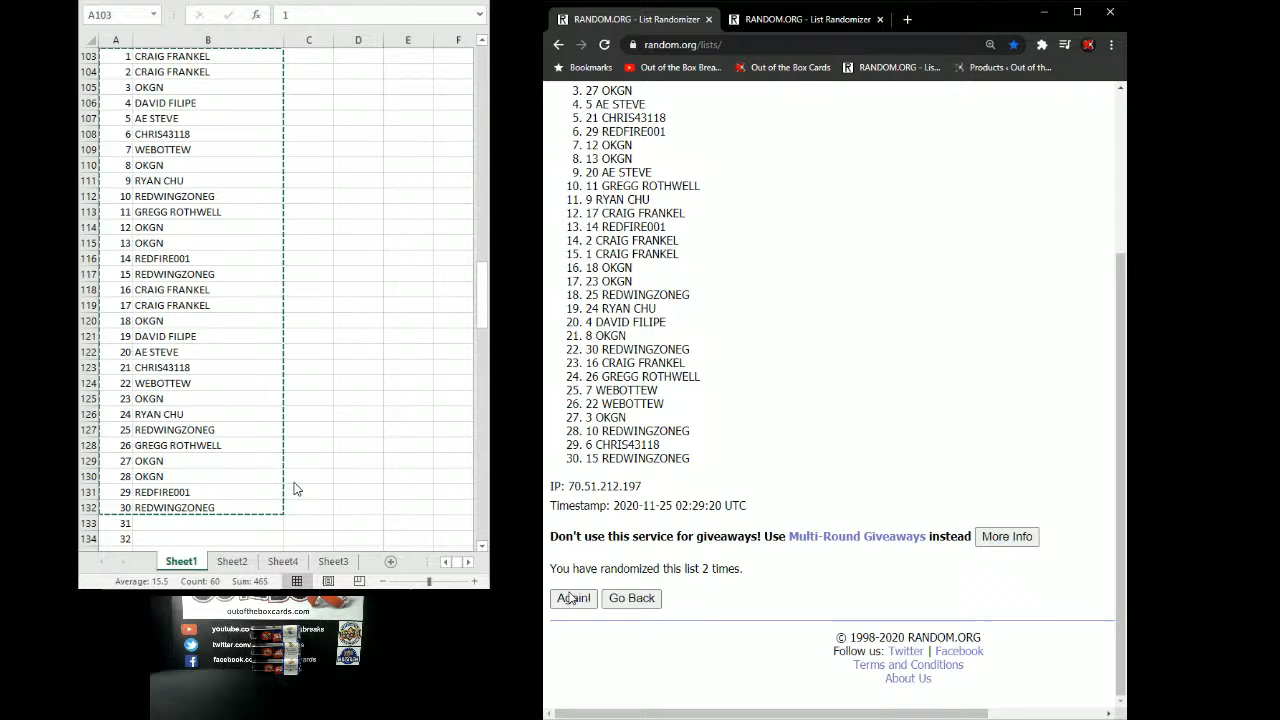 A103
1
A B C D E F
103 1 CRAIG FRANKEL
104 2 CRAIG FRANKEL
105 3 OKGN
106 4 DAVID FILIPE
107 5 AE STEVE
108 6 CHRIS43118
109 7 WEBOTTEW
110 8 OKGN
111 9 RYAN CHU
112 10 REDWINGZONEG
113 11 GREGG ROTHWELL
114 12 OKGN
115 13 OKGN
116 14 REDFIRE001
117 15 REDWINGZONEG
118 16 CRAIG FRANKEL
119 17 CRAIG FRANKEL
120 18 OKGN
121 19 DAVID FILIPE
122 20 AE STEVE
123 21 CHRIS43118
124 22 WEBOTTEW
125 23 OKGN
126 24 RYAN CHU
127 25 REDWINGZONEG
128 26 GREGG ROTHWELL
129 27 OKGN
130 28 OKGN
131 29 REDFIRE001
132 30 REDWINGZONEG
133 31
134 32
Sheet1 Sheet2 Sheet4 Sheet3
Average: 15.5 Count: 60 Sum: 465
outoftheboxcards.com
RANDOM.ORG - List Randomizer
RANDOM.ORG - List Randomizer
random.org/lists/
Bookmarks Out of the Box Brea... Out of the Box Cards RANDOM.ORG - Lis... Products ‹ Out of th...
3. 27 OKGN
4. 5 AE STEVE
5. 21 CHRIS43118
6. 29 REDFIRE001
7. 12 OKGN
8. 13 OKGN
9. 20 AE STEVE
10. 11 GREGG ROTHWELL
11. 9 RYAN CHU
12. 17 CRAIG FRANKEL
13. 14 REDFIRE001
14. 2 CRAIG FRANKEL
15. 1 CRAIG FRANKEL
16. 18 OKGN
17. 23 OKGN
18. 25 REDWINGZONEG
19. 24 RYAN CHU
20. 4 DAVID FILIPE
21. 8 OKGN
22. 30 REDWINGZONEG
23. 16 CRAIG FRANKEL
24. 26 GREGG ROTHWELL
25. 7 WEBOTTEW
26. 22 WEBOTTEW
27. 3 OKGN
28. 10 REDWINGZONEG
29. 6 CHRIS43118
30. 15 REDWINGZONEG
IP: 70.51.212.197
Timestamp: 2020-11-25 02:29:20 UTC
Don't use this service for giveaways! Use Multi-Round Giveaways instead More Info
You have randomized this list 2 times.
Again! Go Back
© 1998-2020 RANDOM.ORG
Follow us: Twitter | Facebook
Terms and Conditions
About Us